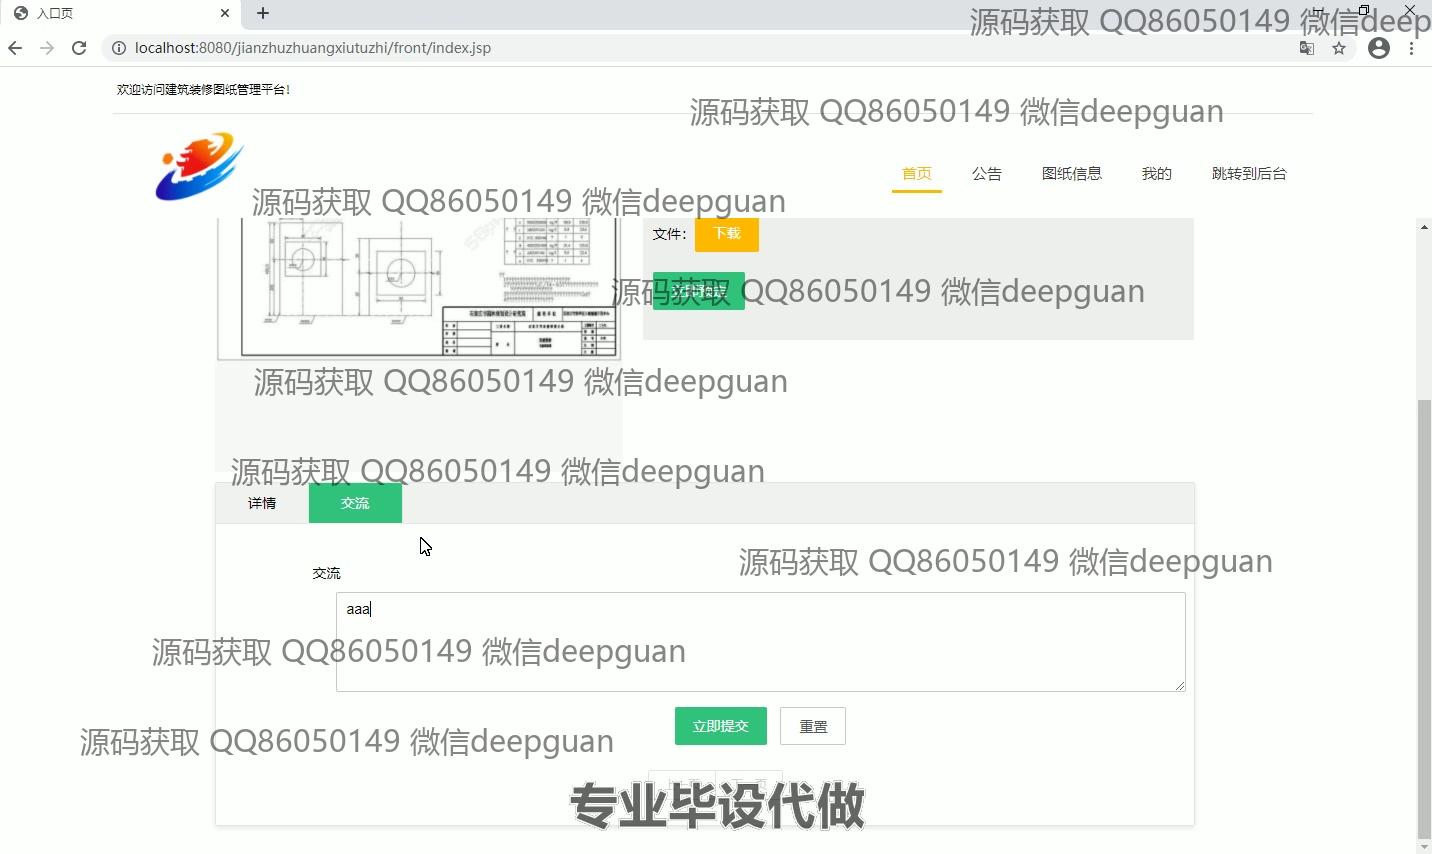 入口页
源码获取 QQ86050149 微信deep
localhost:8080/jianzhuzhuangxiutuzhi/front/index.jsp
欢迎访问建筑装修图纸管理平台!
源码获取 QQ86050149 微信deepguan
首页 公告 图纸信息 我的 跳转到后台
源码获取 QQ86050149 微信deepguan
文件: 下载
源码获取 QQ86050149 微信deepguan
源码获取 QQ86050149 微信deepguan
源码获取 QQ86050149 微信deepguan
详情 交流
源码获取 QQ86050149 微信deepguan
交流
aaa
源码获取 QQ86050149 微信deepguan
立即提交 重置
源码获取 QQ86050149 微信deepguan
专业毕设代做